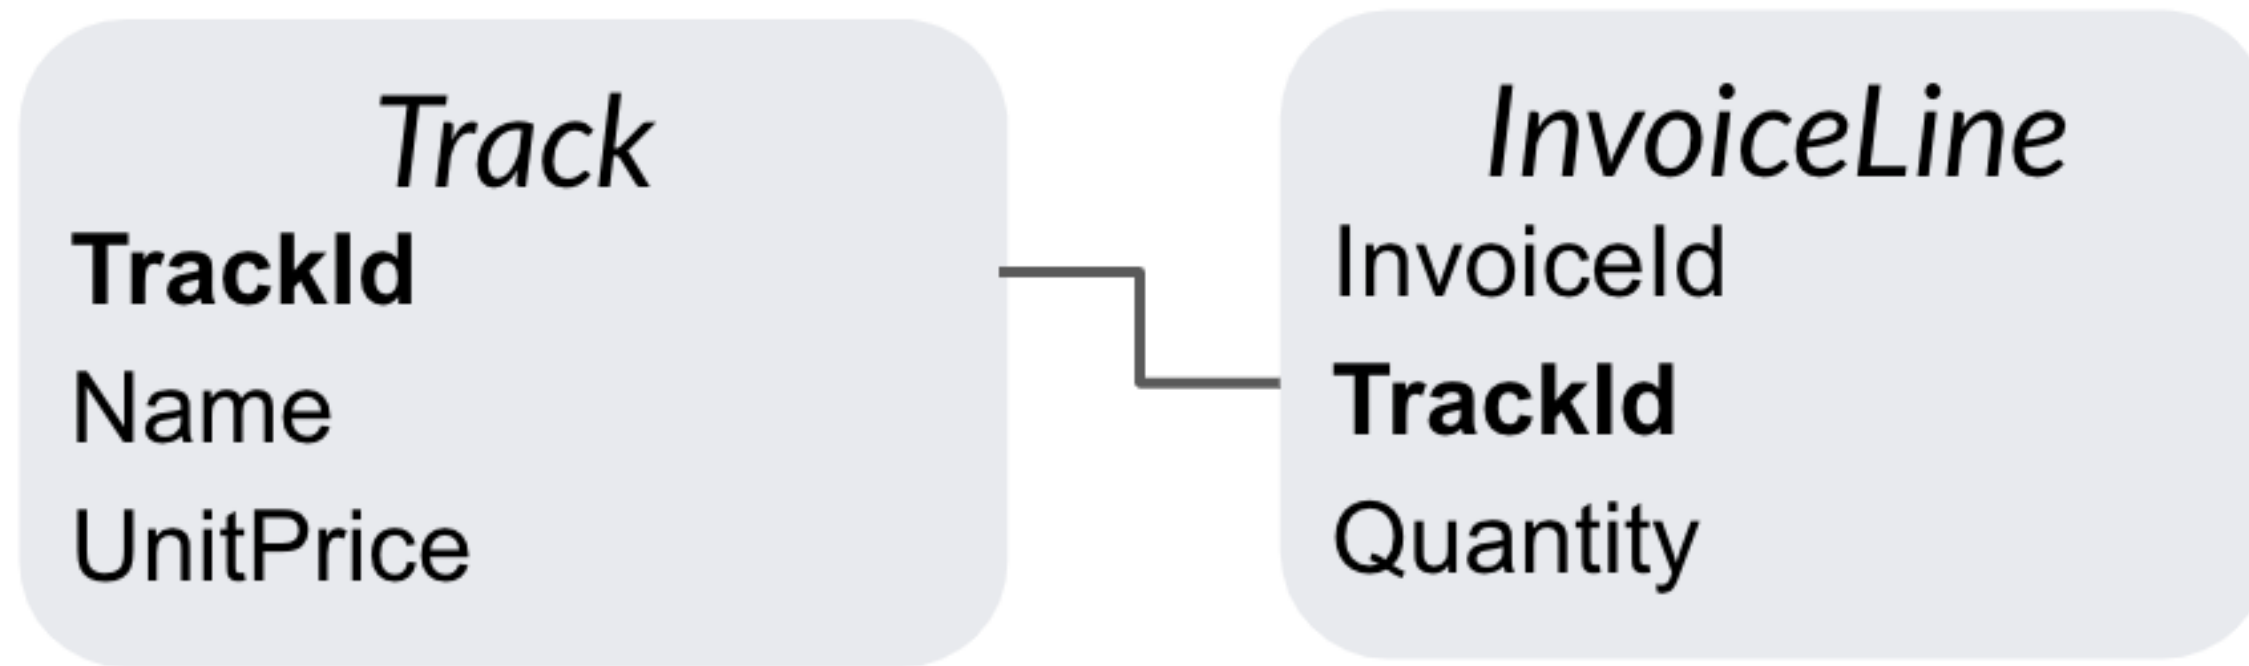 Track
TrackId
Name
UnitPrice
InvoiceLine
InvoiceId
TrackId
Quantity